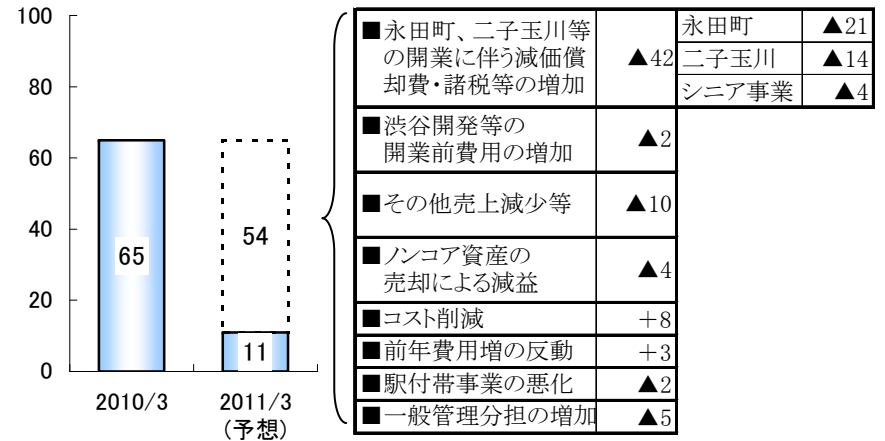 100
80
60
40
20
0
65
54
11
2010/3
2011/3
(予想)
■永田町、二子玉川等
の開業に伴う減価償
却費・諸税等の増加
▲42
永田町 ▲21
二子玉川 ▲14
シニア事業 ▲4
■渋谷開発等の
開業前費用の増加
▲2
■その他売上減少等 ▲10
■ノンコア資産の
売却による減益
▲4
■コスト削減 +8
■前年費用増の反動 +3
■駅付帯事業の悪化 ▲2
■一般管理分担の増加 ▲5